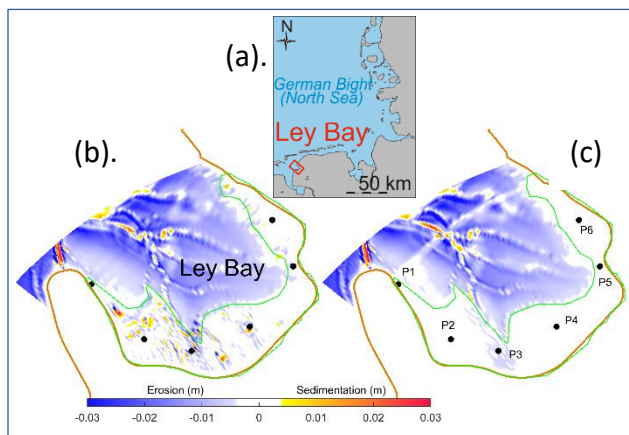 (a).
N
German Bight
(North Sea)
Ley Bay
50 km
(b).
(c)
Ley Bay
P6
P5
P1
P2
P3
P4
Erosion (m)
Sedimentation (m)
-0.03
-0.02
-0.01
0
0.01
0.02
0.03